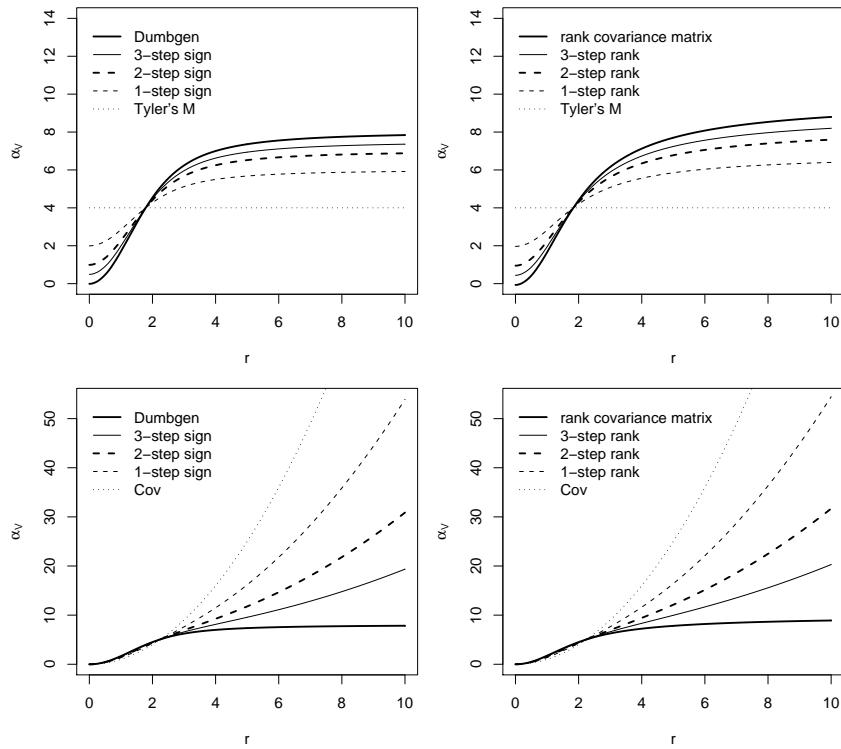 Dumbgen
3−step sign
2−step sign
1−step sign
Tyler's M
αV
0 2 4 6 8 10 12 14
0 2 4 6 8 10
r
rank covariance matrix
3−step rank
2−step rank
1−step rank
Tyler's M
αV
0 2 4 6 8 10 12 14
0 2 4 6 8 10
r
Dumbgen
3−step sign
2−step sign
1−step sign
Cov
αV
0 10 20 30 40 50
0 2 4 6 8 10
r
rank covariance matrix
3−step rank
2−step rank
1−step rank
Cov
αV
0 10 20 30 40 50
0 2 4 6 8 10
r